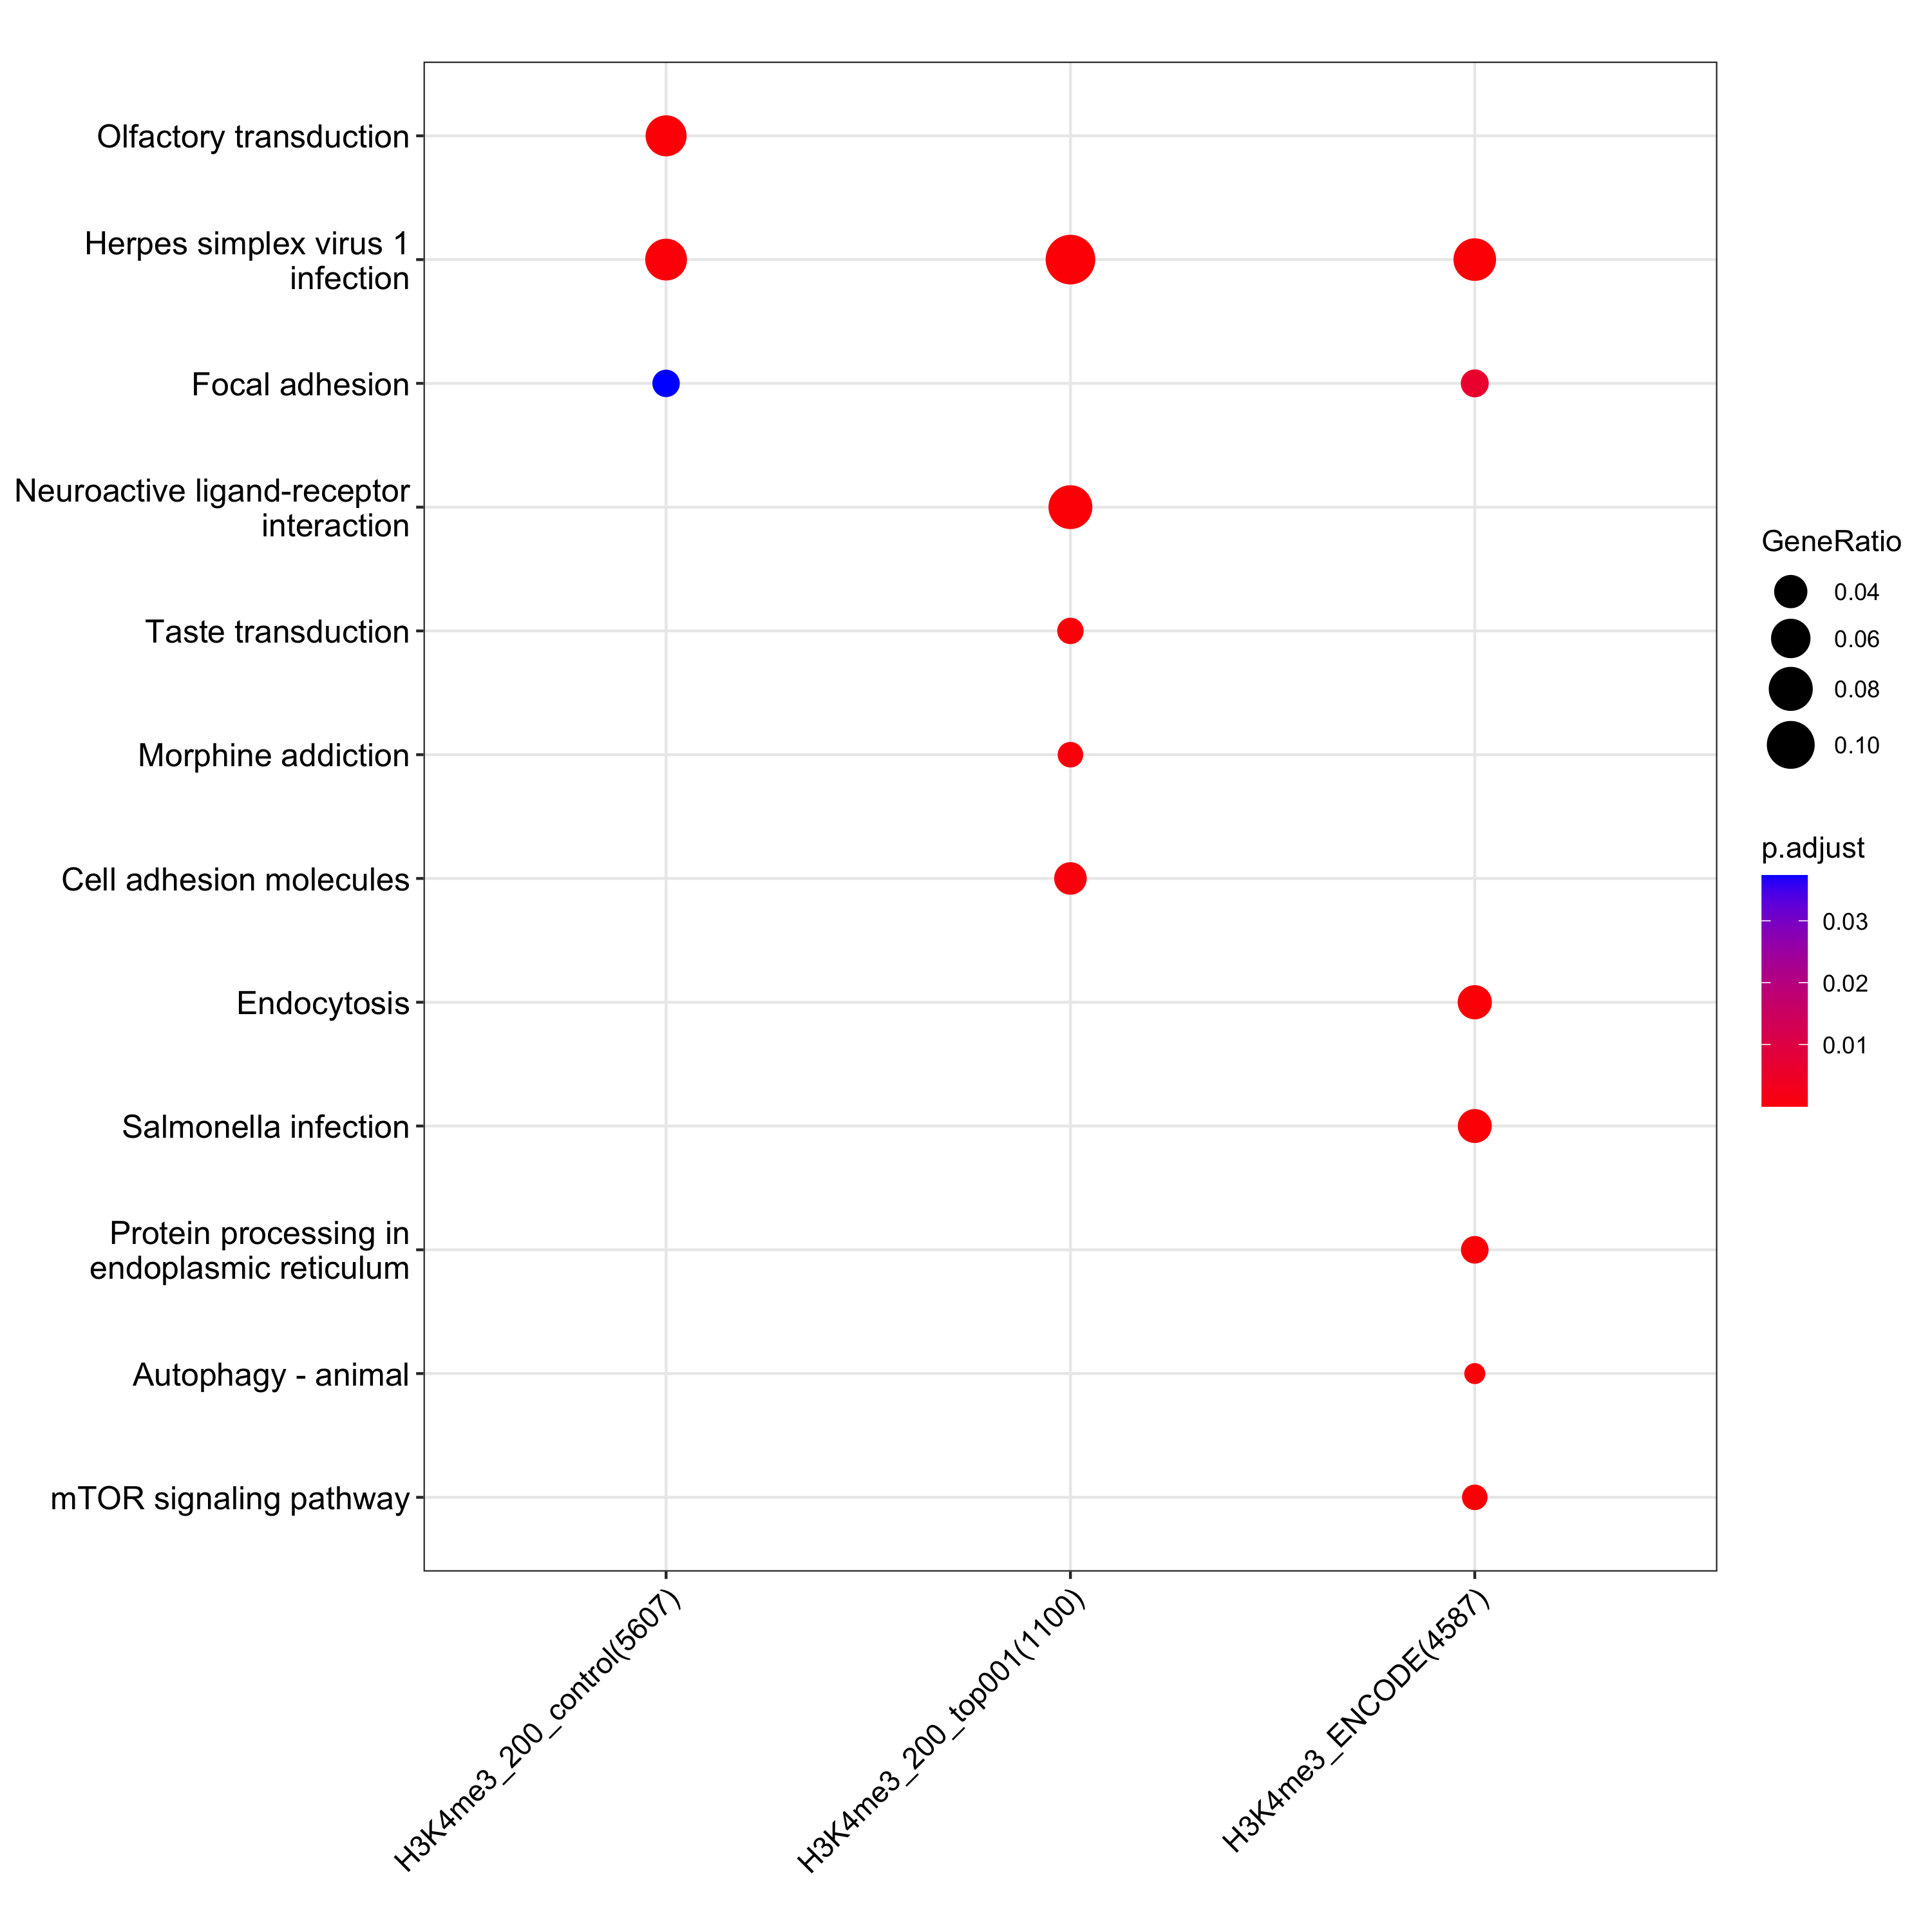 Olfactory transduction
Herpes simplex virus 1
infection
Focal adhesion
Neuroactive ligand-receptor
interaction
Taste transduction
Morphine addiction
Cell adhesion molecules
Endocytosis
Salmonella infection
Protein processing in
endoplasmic reticulum
Autophagy - animal
mTOR signaling pathway
H3K4me3_200_control(5607)
H3K4me3_200_top001(1100)
H3K4me3_ENCODE(4587)
GeneRatio
0.04
0.06
0.08
0.10
p.adjust
0.03
0.02
0.01